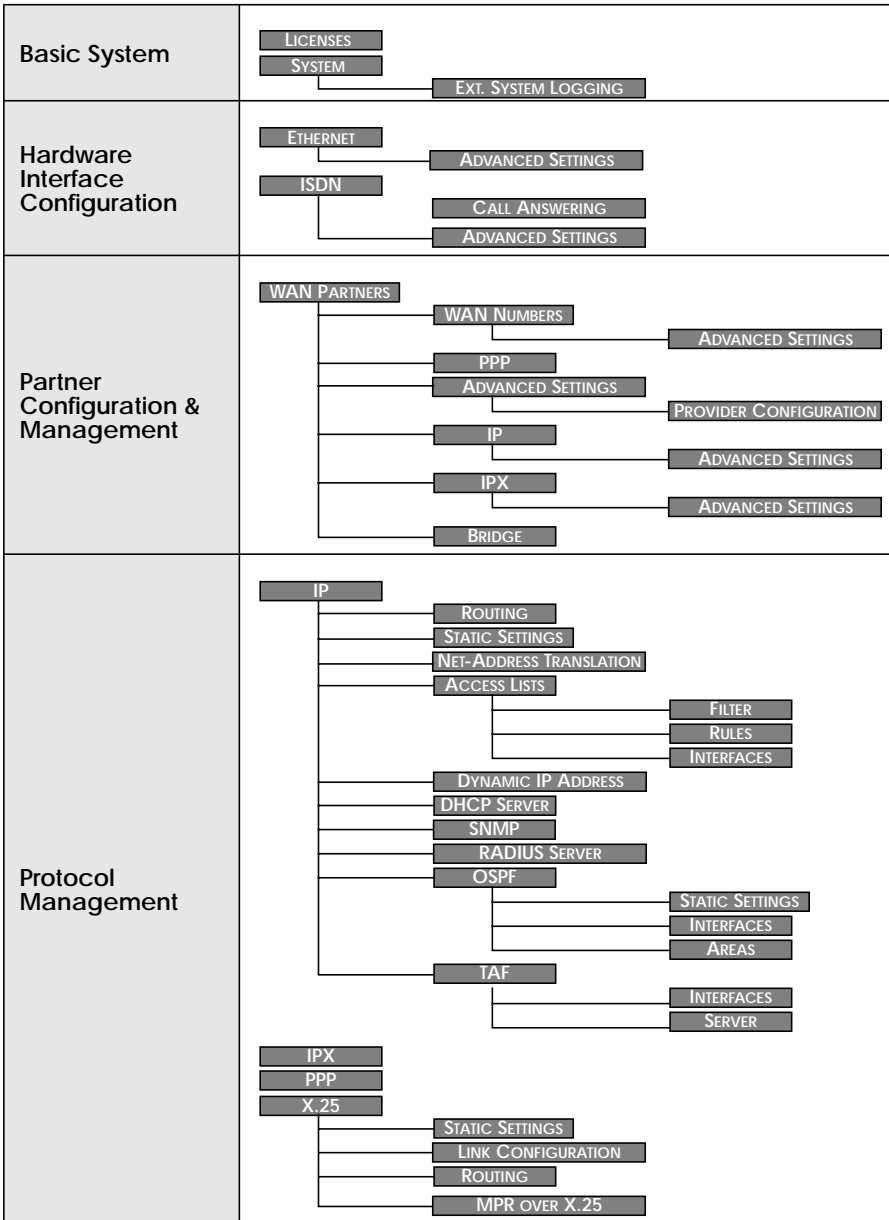 Basic System
LICENSES
SYSTEM
EXT. SYSTEM LOGGING
Hardware
Interface
Configuration
ETHERNET
ADVANCED SETTINGS
ISDN
CALL ANSWERING
ADVANCED SETTINGS
Partner
Configuration &
Management
WAN PARTNERS
WAN NUMBERS
ADVANCED SETTINGS
PPP
ADVANCED SETTINGS
PROVIDER CONFIGURATION
IP
ADVANCED SETTINGS
IPX
ADVANCED SETTINGS
BRIDGE
Protocol
Management
IP
ROUTING
STATIC SETTINGS
NET-ADDRESS TRANSLATION
ACCESS LISTS
FILTER
RULES
INTERFACES
DYNAMIC IP ADDRESS
DHCP SERVER
SNMP
RADIUS SERVER
OSPF
STATIC SETTINGS
INTERFACES
AREAS
TAF
INTERFACES
SERVER
IPX
PPP
X.25
STATIC SETTINGS
LINK CONFIGURATION
ROUTING
MPR OVER X.25